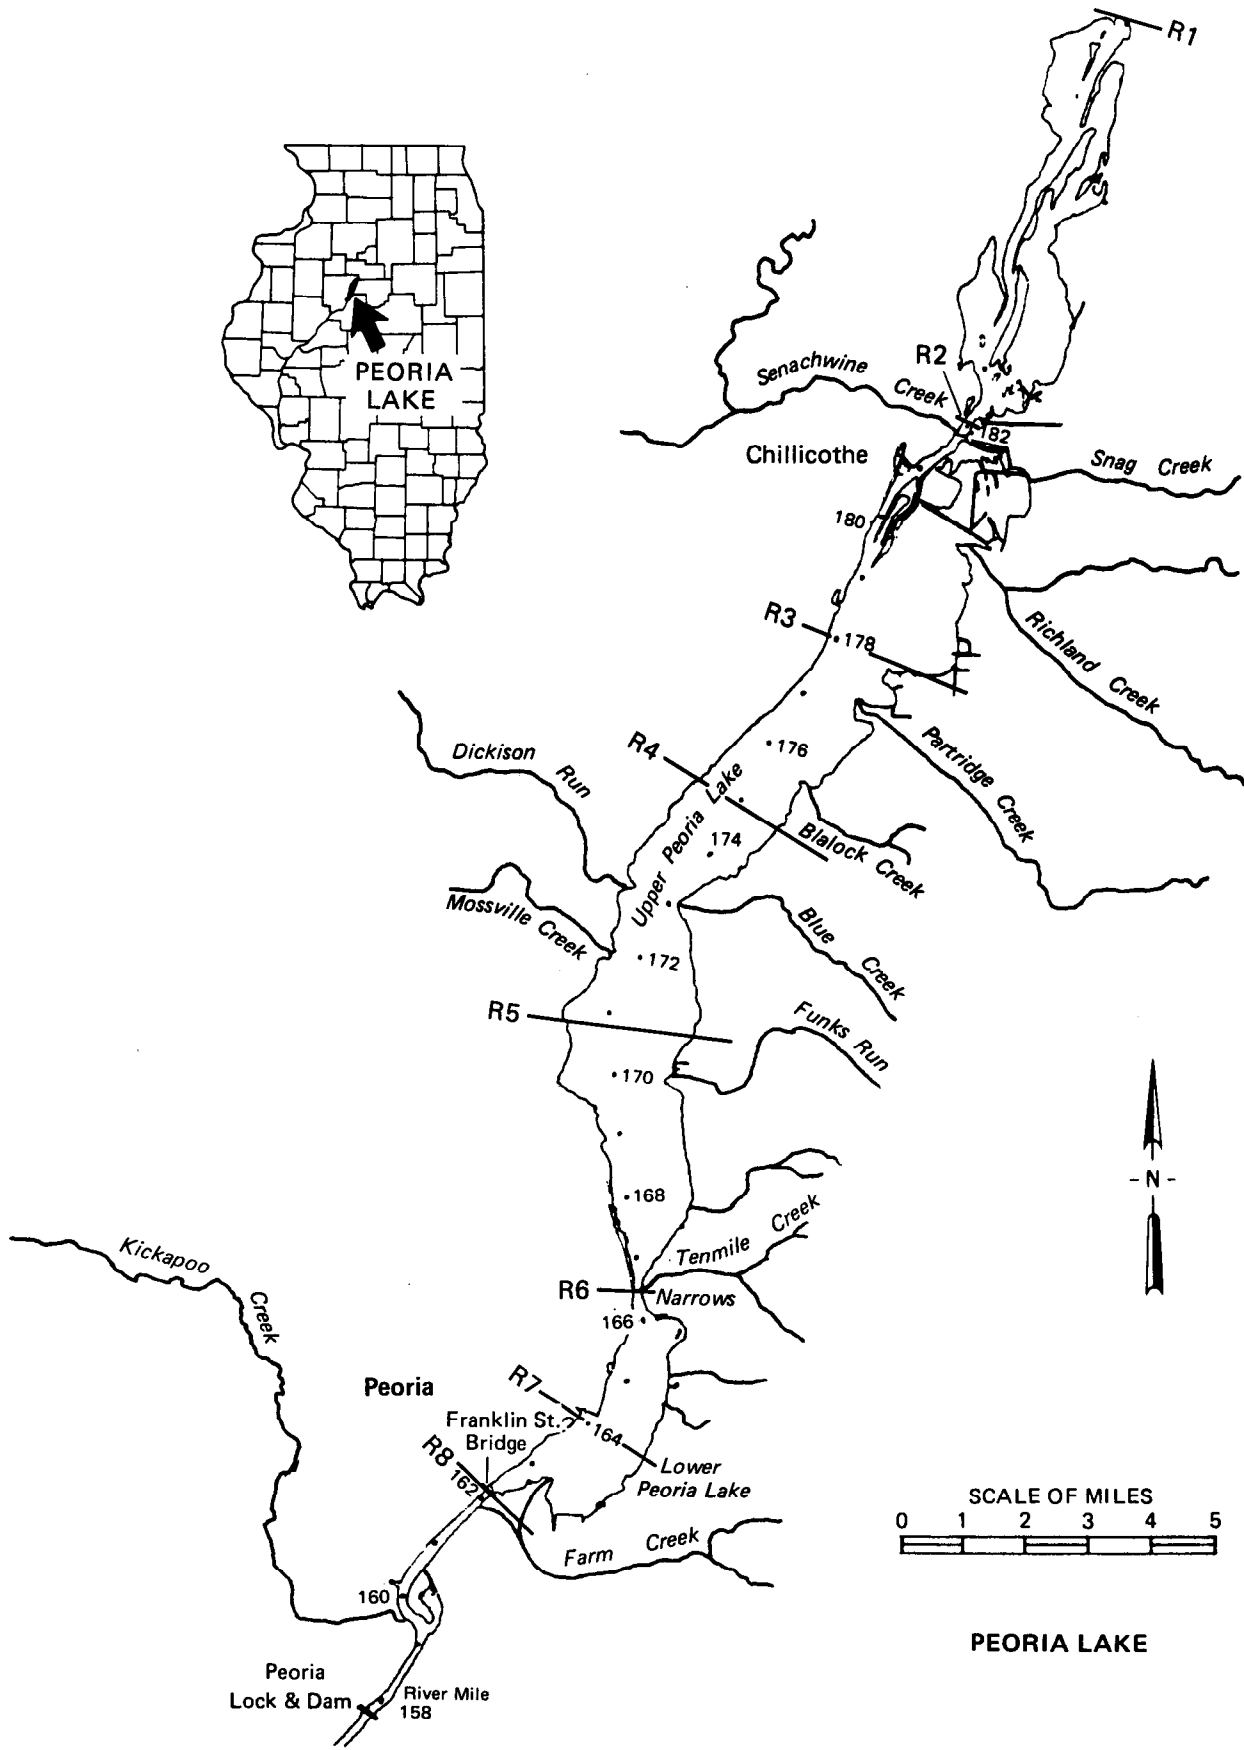 R1
PEORIA
LAKE
R2
Senachwine
Creek
182
Chillicothe
Snag Creek
180
R3
178
Richland
Creek
Dickison
Run
R4
176
Partridge
Creek
Upper Peoria Lake
174
Blalock
Creek
Mossville
Creek
Blue
Creek
172
R5
Funks Run
170
- N -
168
Tenmile Creek
Kickapoo
Creek
R6
Narrows
166
Peoria
R7
Franklin St.
Bridge
164
R8
162
Lower
Peoria Lake
SCALE OF MILES
0 1 2 3 4 5
Farm Creek
160
PEORIA LAKE
Peoria
Lock & Dam
River Mile
158